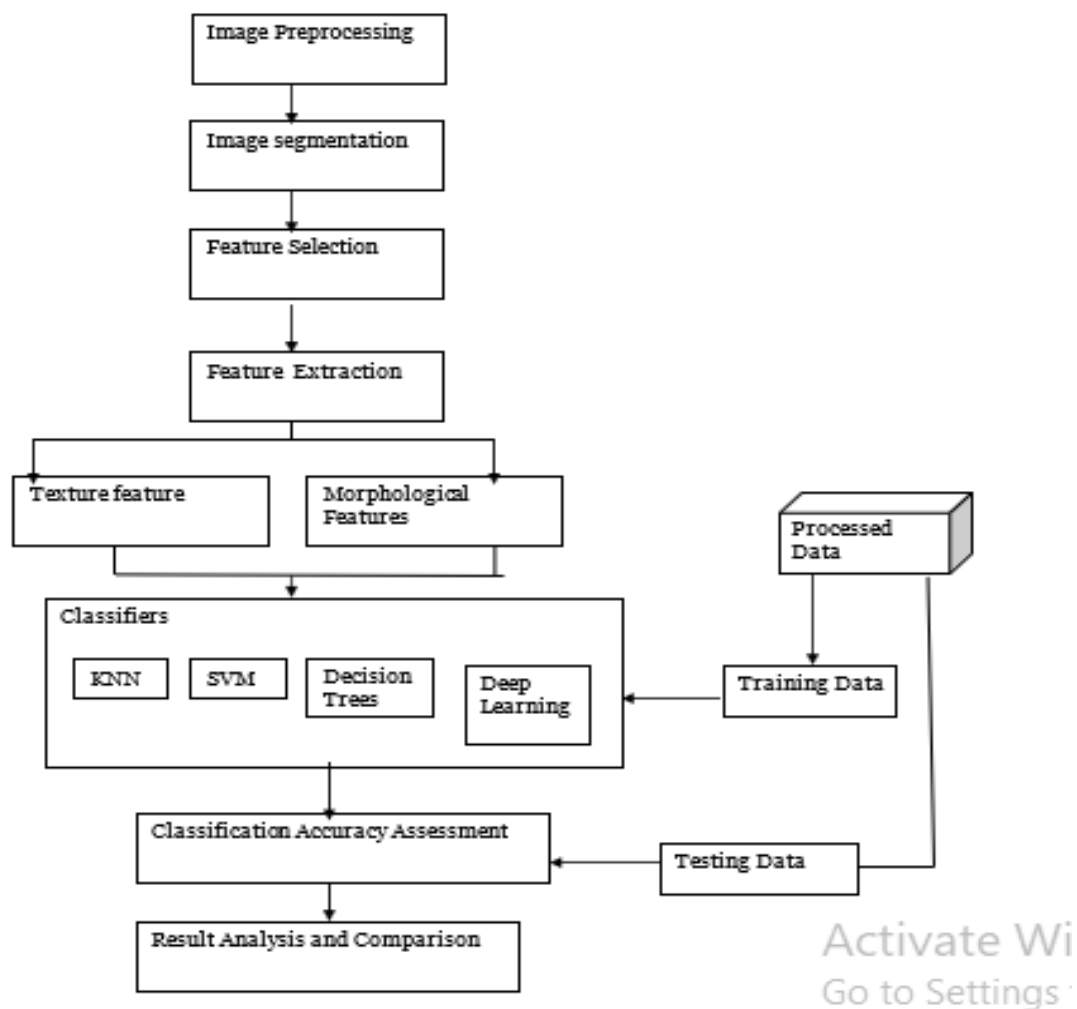 Image Preprocessing
Image segmentation
Feature Selection
Feature Extraction
Texture feature
Morphological
Features
Processed
Data
Classifiers
KNN
SVM
Decision
Trees
Deep
Learning
Training Data
Classification Accuracy Assessment
Testing Data
Result Analysis and Comparison
Activate Wi
Go to Settings